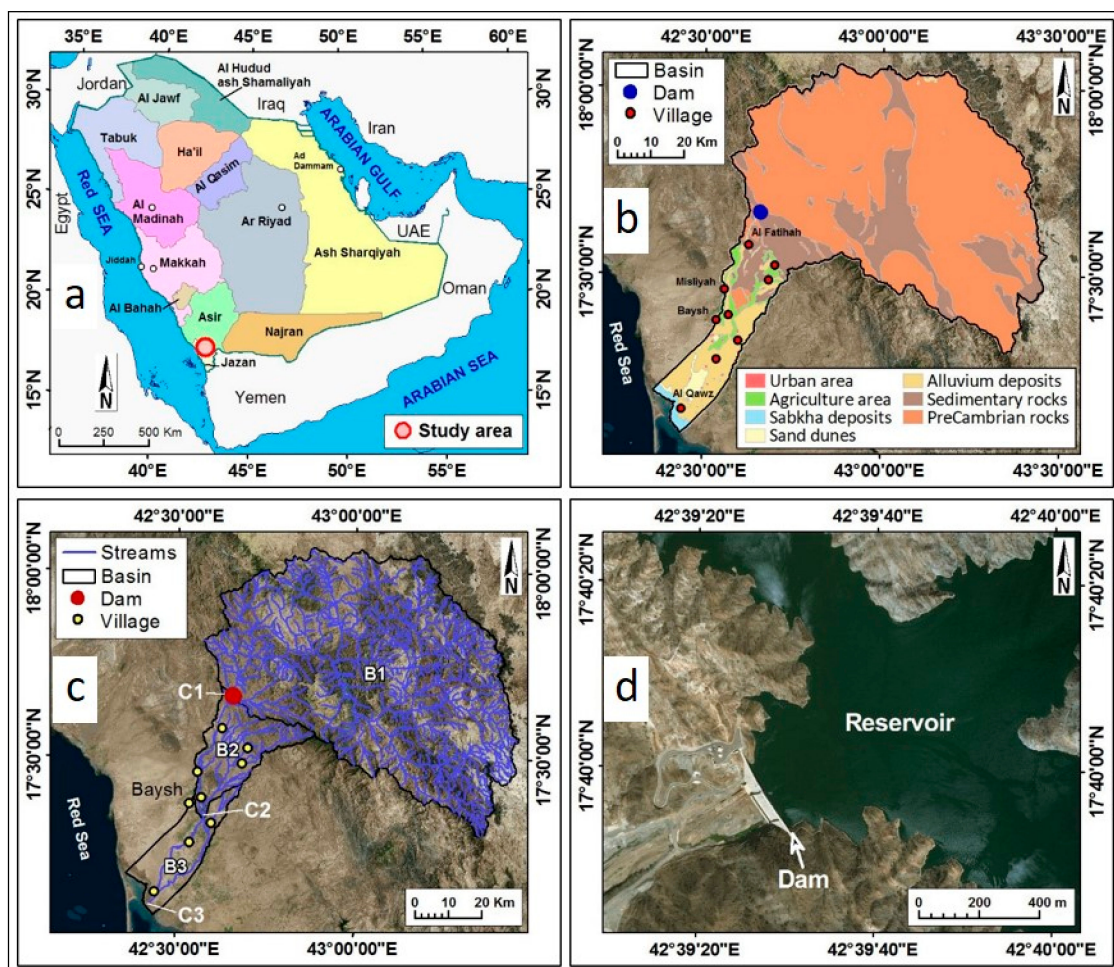 35°E 40°E 45°E 50°E 55°E 60°E
30°N
25°N
20°N
15°N
30°N
25°N
20°N
15°N
Jordan
Al Hudud
ash Shamaliyah
Al Jawf
Iraq
Iran
Tabuk
Ha'il
Al Qasim
ARABIAN GULF
Ad
Dammam
Egypt
Red SEA
Al
Madinah
Ar Riyad
UAE
Jiddah
Makkah
Ash Sharqiyah
Oman
a
Al Bahah
Asir
Najran
N
Jazan
Yemen
ARABIAN SEA
0 250 500 Km
Study area
40°E 45°E 50°E 55°E
42°30'00"E 43°00'00"E
18°00'00"N
17°30'00"N
18°00'00"N
17°30'00"N
Basin
Dam
Village
0 10 20 Km
N
b
Al Fatihah
Misliyah
Baysh
Red Sea
Al Qawz
Urban area
Agriculture area
Sabkha deposits
Sand dunes
Alluvium deposits
Sedimentary rocks
PreCambrian rocks
42°30'00"E 43°00'00"E 43°30'00"E
42°30'00"E 43°00'00"E
18°00'00"N
17°30'00"N
18°00'00"N
17°30'00"N
Streams
Basin
Dam
Village
N
c
C1
B1
B2
Baysh
C2
Red Sea
B3
C3
0 10 20 Km
42°30'00"E 43°00'00"E
42°39'20"E 42°39'40"E 42°40'00"E
17°40'20"N
17°40'00"N
17°40'20"N
17°40'00"N
N
d
Reservoir
Dam
0 200 400 m
42°39'20"E 42°39'40"E 42°40'00"E